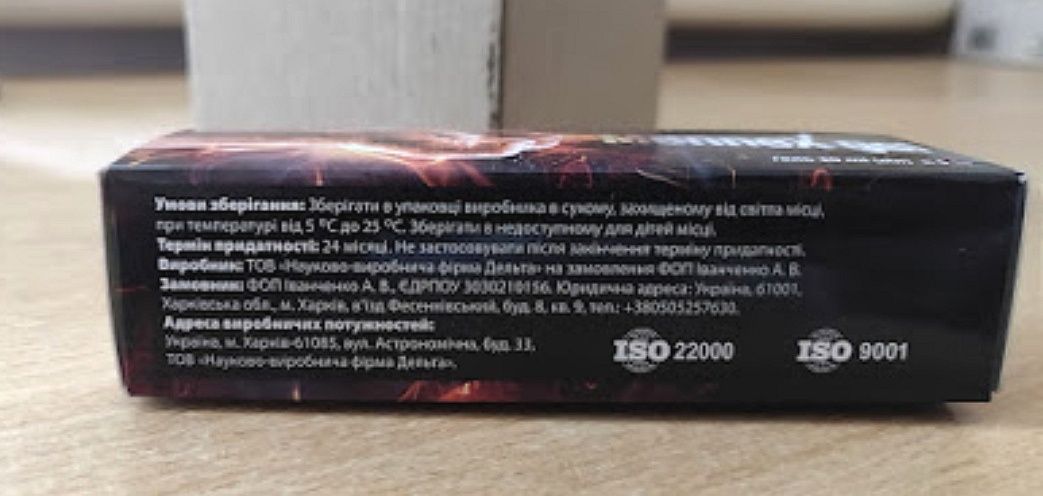 Умови зберігання: Зберігати в упаковці виробника в сухому, захищеному від світла місці,
при температурі від 5 °C до 25 °C. Зберігати в недоступному для дітей місці.
Термін придатності: 24 місяці. Не застосовувати після закінчення терміну придатності.
Виробник: ТОВ «Науково-виробнича фірма Дельта» на замовлення ФОП Іванченко А. В.
Замовник: ФОП Іванченко А. В., ЄДРПОУ 3030210156. Юридична адреса: Україна, 61001,
Харківська обл., м. Харків, в'їзд Фесенківський, буд. 8, кв. 9, тел.: +380505257630.
Адреса виробничих потужностей:
Україна, м. Харків-61085, вул. Астрономічна, буд. 33,
ТОВ «Науково-виробнича фірма Дельта».
ISO 22000
ISO 9001